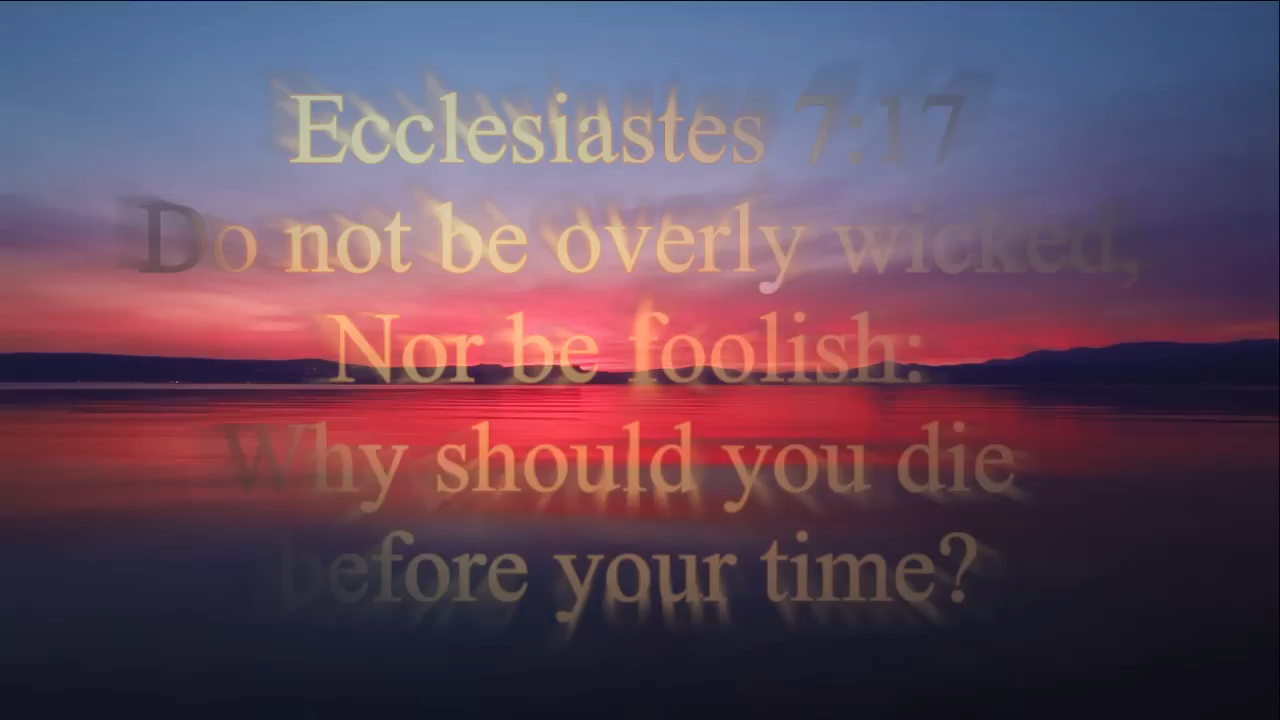 Ecclesiastes 7:17
Do not be overly wicked,
Nor be foolish:
Why should you die
before your time?